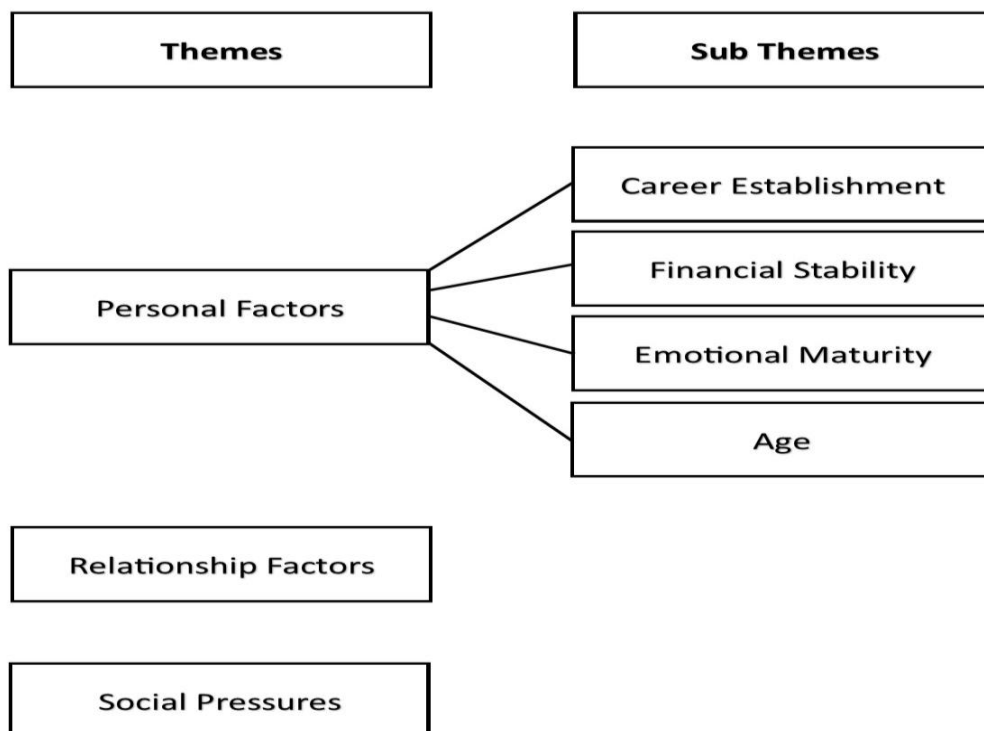 Themes
Sub Themes
Career Establishment
Financial Stability
Personal Factors
Emotional Maturity
Age
Relationship Factors
Social Pressures